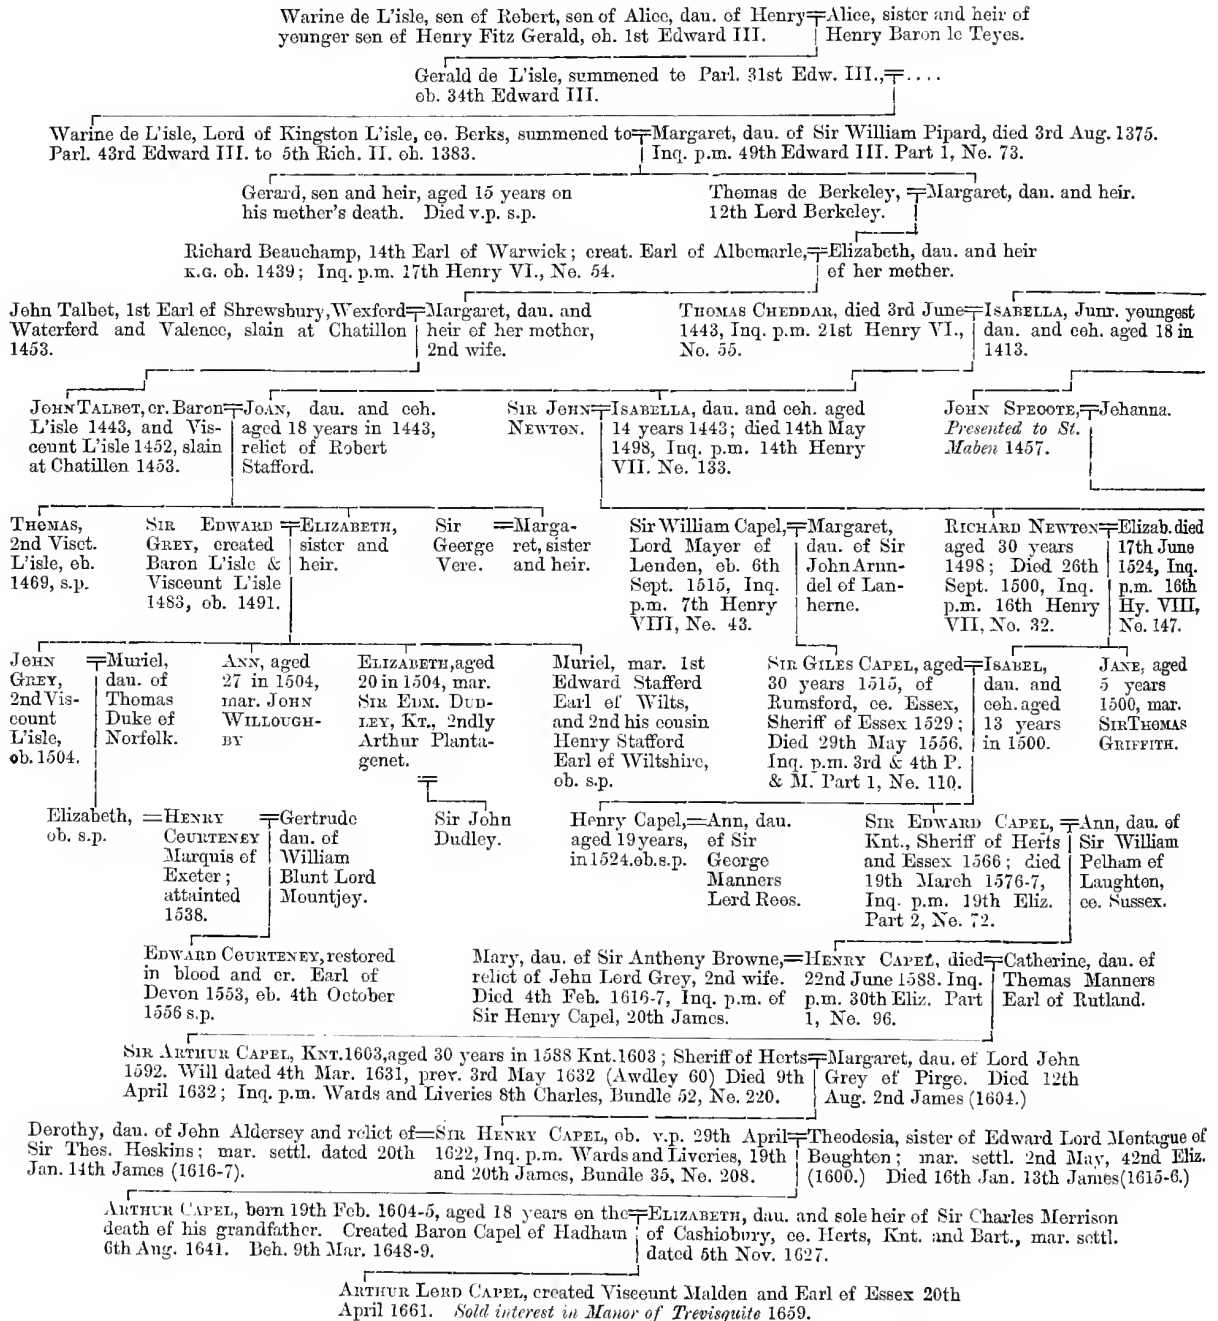 Warine de L'isle, son of Robert, son of Alice, dau. of Henry
younger son of Henry Fitz Gerald, ob. 1st Edward III.
Alice, sister and heir of
Henry Baron le Teyes.
Gerald de L'isle, summoned to Parl. 31st Edw. III., ....
ob. 34th Edward III.
Warine de L'isle, Lord of Kingston L'isle, co. Berks, summoned to
Parl. 43rd Edward III. to 5th Rich. II. ob. 1383.
Margaret, dau. of Sir William Pipard, died 3rd Aug. 1375.
Inq. p.m. 49th Edward III. Part 1, No. 73.
Gerard, son and heir, aged 15 years on
his mother's death. Died v.p. s.p.
Thomas de Berkeley,
12th Lord Berkeley.
Margaret, dau. and heir.
Richard Beauchamp, 14th Earl of Warwick; creat. Earl of Albemarle,
K.G. ob. 1439; Inq. p.m. 17th Henry VI., No. 54.
Elizabeth, dau. and heir
of her mother.
John Talbot, 1st Earl of Shrewsbury, Wexford
Waterford and Valence, slain at Chatillon
1453.
Margaret, dau. and
heir of her mother,
2nd wife.
THOMAS CHEDDAR, died 3rd June
1443, Inq. p.m. 21st Henry VI.,
No. 55.
ISABELLA, Junr. youngest
dau. and coh. aged 18 in
1413.
JOHN TALBOT, cr. Baron
L'isle 1443, and Vis-
count L'isle 1452, slain
at Chatillon 1453.
JOAN, dau. and coh.
aged 18 years in 1443,
relict of Robert
Stafford.
SIR JOHN
NEWTON.
ISABELLA, dau. and coh. aged
14 years 1443; died 14th May
1498, Inq. p.m. 14th Henry
VII. No. 133.
JOHN SPECOTE,
Presented to St.
Maben 1457.
Jehanna.
THOMAS,
2nd Visct.
L'isle, ob.
1469, s.p.
SIR EDWARD
GREY, created
Baron L'isle &
Viscount L'isle
1483, ob. 1491.
ELIZABETH,
sister and
heir.
Sir
George
Vere.
Marga-
ret, sister
and heir.
Sir William Capel,
Lord Mayor of
London, ob. 6th
Sept. 1515, Inq.
p.m. 7th Henry
VIII, No. 43.
Margaret,
dau. of Sir
John Arun-
del of Lan-
herne.
RICHARD NEWTON
aged 30 years
1498; Died 26th
Sept. 1500, Inq.
p.m. 16th Henry
VII, No. 32.
Elizab. died
17th June
1524, Inq.
p.m. 16th
Hy. VIII,
No. 147.
JOHN
GREY,
2nd Vis-
count
L'isle,
ob. 1504.
Muriel,
dau. of
Thomas
Duke of
Norfolk.
ANN, aged
27 in 1504,
mar. JOHN
WILLOUGH-
BY
ELIZABETH, aged
20 in 1504, mar.
SIR EDM. DUD-
LEY, KT., 2ndly
Arthur Planta-
genet.
Muriel, mar. 1st
Edward Stafford
Earl of Wilts,
and 2nd his cousin
Henry Stafford
Earl of Wiltshire,
ob. s.p.
SIR GILES CAPEL, aged
30 years 1515, of
Rumsford, co. Essex,
Sheriff of Essex 1529;
Died 29th May 1556.
Inq. p.m. 3rd & 4th P.
& M. Part 1, No. 110.
ISABEL,
dau. and
coh. aged
13 years
in 1500.
JANE, aged
5 years
1500, mar.
SIR THOMAS
GRIFFITH.
Elizabeth,
ob. s.p.
HENRY
COURTENEY
Marquis of
Exeter;
attainted
1538.
Gertrude
dau. of
William
Blunt Lord
Mountjoy.
Sir John
Dudley.
Henry Capel,
aged 19 years,
in 1524. ob. s.p.
Ann, dau.
of Sir
George
Manners
Lord Roos.
SIR EDWARD CAPEL,
Knt., Sheriff of Herts
and Essex 1566; died
19th March 1576-7,
Inq. p.m. 19th Eliz.
Part 2, No. 72.
Ann, dau. of
Sir William
Pelham of
Laughton,
co. Sussex.
EDWARD COURTENEY, restored
in blood and cr. Earl of
Devon 1553, ob. 4th October
1556 s.p.
Mary, dau. of Sir Anthony Browne,
relict of John Lord Grey, 2nd wife.
Died 4th Feb. 1616-7, Inq. p.m. of
Sir Henry Capel, 20th James.
HENRY CAPEL, died
22nd June 1588. Inq.
p.m. 30th Eliz. Part
1, No. 96.
Catherine, dau. of
Thomas Manners
Earl of Rutland.
SIR ARTHUR CAPEL, KNT. 1603, aged 30 years in 1588 Knt. 1603; Sheriff of Herts
1592. Will dated 4th Mar. 1631, prov. 3rd May 1632 (Awdley 60) Died 9th
April 1632; Inq. p.m. Wards and Liveries 8th Charles, Bundle 52, No. 220.
Margaret, dau. of Lord John
Grey of Pirgo. Died 12th
Aug. 2nd James (1604.)
Dorothy, dau. of John Aldersey and relict of
Sir Thos. Hoskins; mar. settl. dated 20th
Jan. 14th James (1616-7).
SIR HENRY CAPEL, ob. v.p. 29th April
1622, Inq. p.m. Wards and Liveries, 19th
and 20th James, Bundle 35, No. 208.
Theodosia, sister of Edward Lord Montague of
Boughton; mar. settl. 2nd May, 42nd Eliz.
(1600.) Died 16th Jan. 13th James (1615-6.)
ARTHUR CAPEL, born 19th Feb. 1604-5, aged 18 years on the
death of his grandfather. Created Baron Capel of Hadham
6th Aug. 1641. Beh. 9th Mar. 1648-9.
ELIZABETH, dau. and sole heir of Sir Charles Morrison
of Cashiobury, co. Herts, Knt. and Bart., mar. settl.
dated 5th Nov. 1627.
ARTHUR LORD CAPEL, created Viscount Malden and Earl of Essex 20th
April 1661. Sold interest in Manor of Trevisquite 1659.